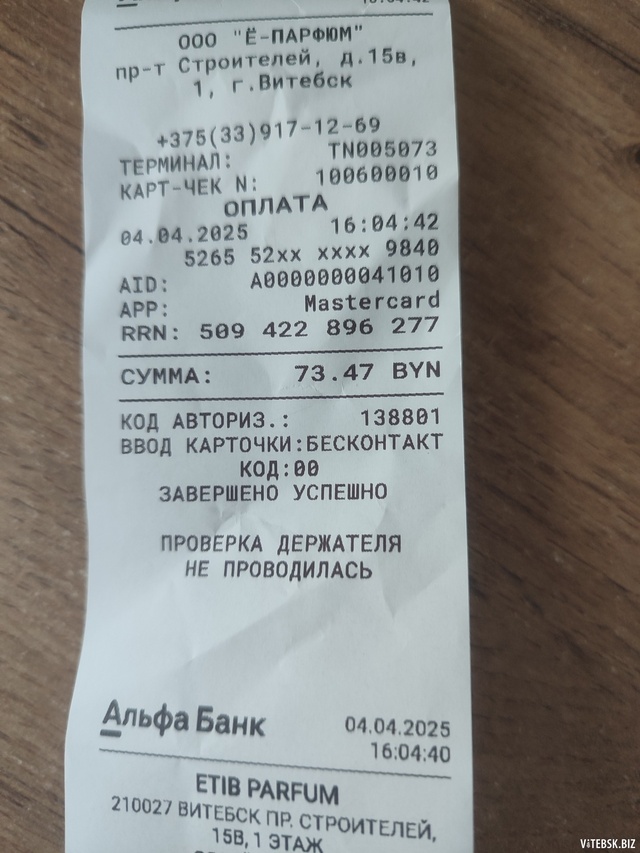 16:04:42
ООО "Ё-ПАРФЮМ"
пр-т Строителей, д.15в,
1, г.Витебск
+375(33)917-12-69
ТЕРМИНАЛ: TN005073
КАРТ-ЧЕК N: 100600010
ОПЛАТА
04.04.2025 16:04:42
5265 52xx xxxx 9840
AID: A0000000041010
APP: Mastercard
RRN: 509 422 896 277
СУММА: 73.47 BYN
КОД АВТОРИЗ.: 138801
ВВОД КАРТОЧКИ:БЕСКОНТАКТ
КОД:00
ЗАВЕРШЕНО УСПЕШНО
ПРОВЕРКА ДЕРЖАТЕЛЯ
НЕ ПРОВОДИЛАСЬ
Альфа Банк 04.04.2025
16:04:40
ETIB PARFUM
210027 ВИТЕБСК ПР. СТРОИТЕЛЕЙ,
15В, 1 ЭТАЖ
ViTEBSK.BIZ